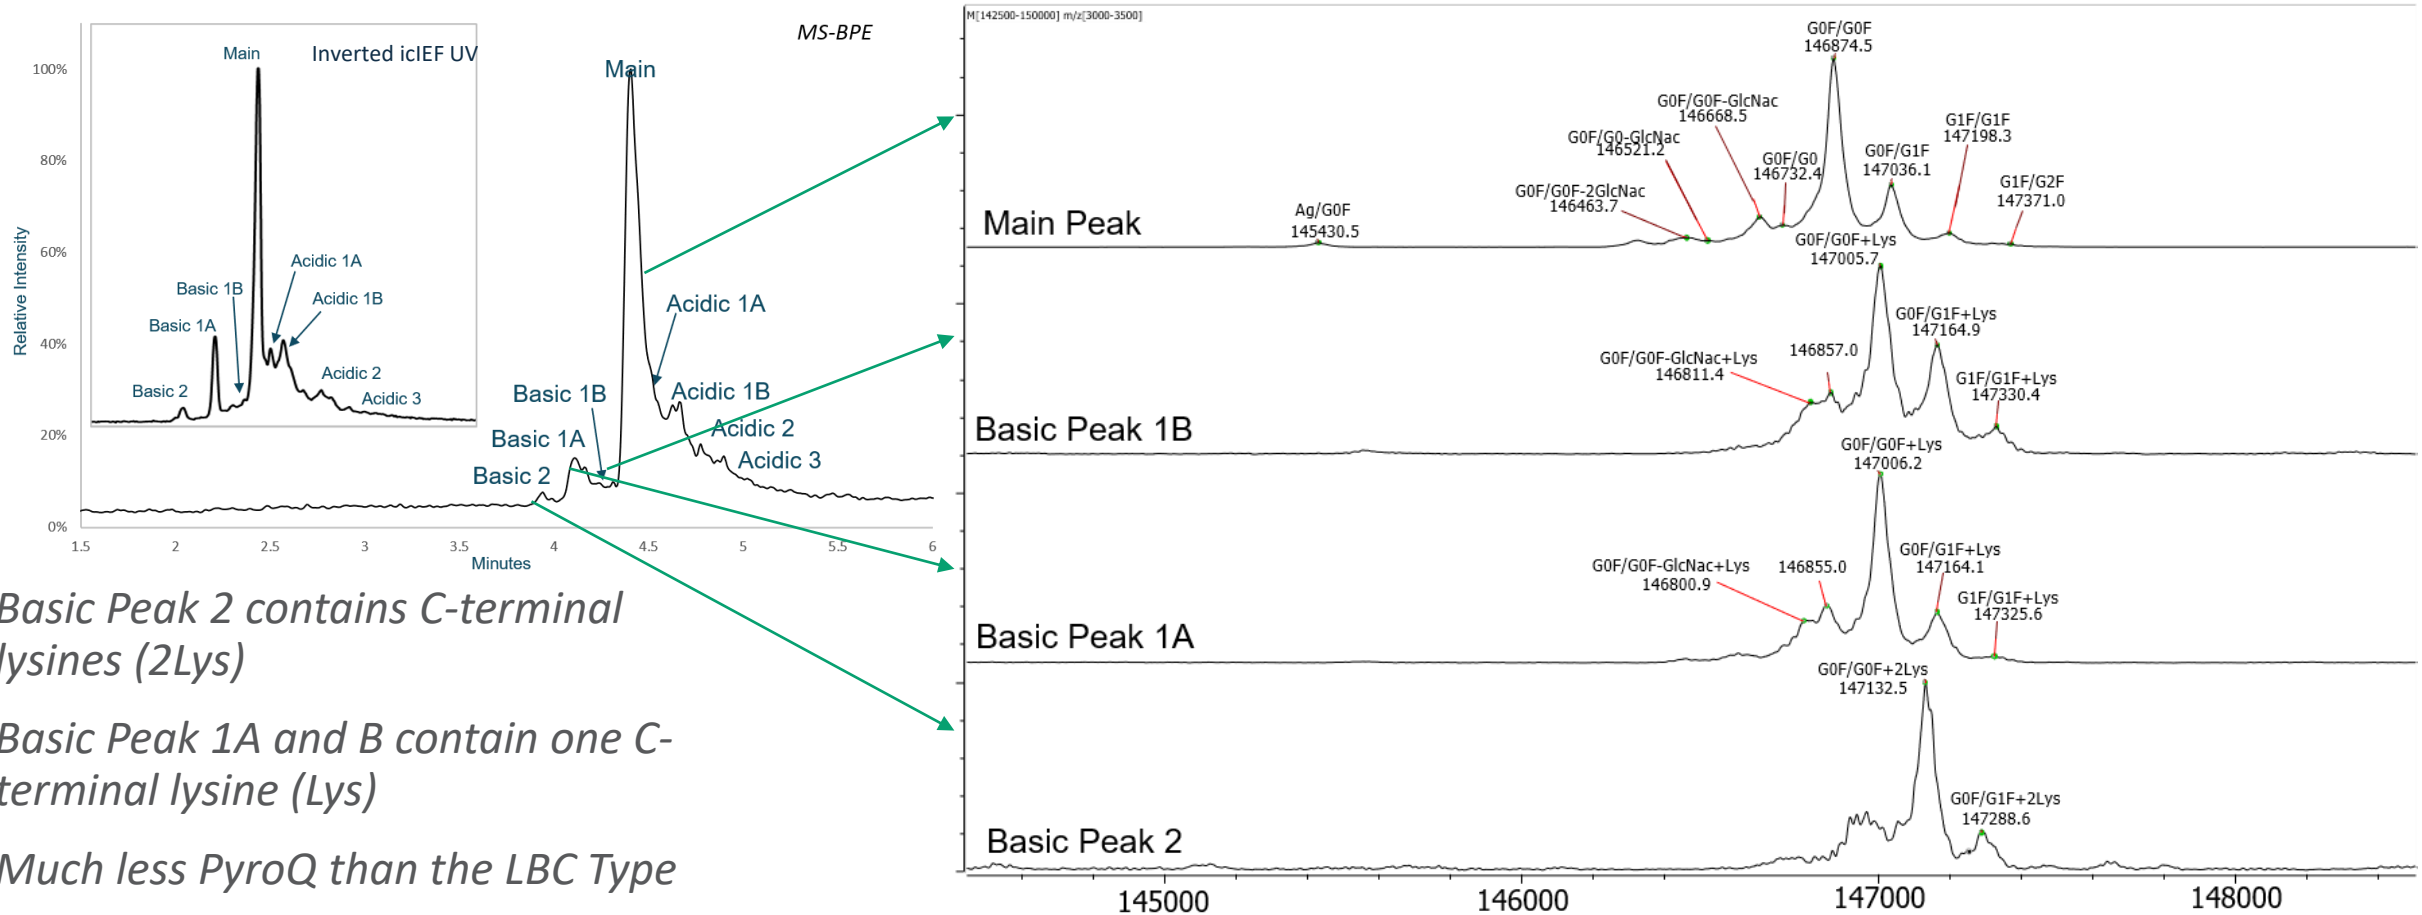 Inverted icIEF UV
Main
Basic 1B
Basic 1A
Basic 2
Acidic 1A
Acidic 1B
Acidic 2
Acidic 3
MS-BPE
Main
Acidic 1A
Acidic 1B
Acidic 2
Acidic 3
Basic 1B
Basic 1A
Basic 2
Relative Intensity
100%
80%
60%
40%
20%
0%
1.5 2 2.5 3 3.5 4 4.5 5 5.5 6
Minutes
Basic Peak 2 contains C-terminal
lysines (2Lys)
Basic Peak 1A and B contain one C-
terminal lysine (Lys)
Much less PyroQ than the LBC Type
M[142500-150000] m/z[3000-3500]
Main Peak
Ag/G0F
145430.5
G0F/G0F-2GlcNac
146463.7
G0F/G0-GlcNac
146521.2
G0F/G0F-GlcNac
146668.5
G0F/G0
146732.4
G0F/G0F
146874.5
G0F/G1F
147036.1
G1F/G1F
147198.3
G1F/G2F
147371.0
Basic Peak 1B
G0F/G0F-GlcNac+Lys
146811.4
146857.0
G0F/G0F+Lys
147005.7
G0F/G1F+Lys
147164.9
G1F/G1F+Lys
147330.4
Basic Peak 1A
G0F/G0F-GlcNac+Lys
146800.9
146855.0
G0F/G0F+Lys
147006.2
G0F/G1F+Lys
147164.1
G1F/G1F+Lys
147325.6
Basic Peak 2
G0F/G0F+2Lys
147132.5
G0F/G1F+2Lys
147288.6
145000 146000 147000 148000